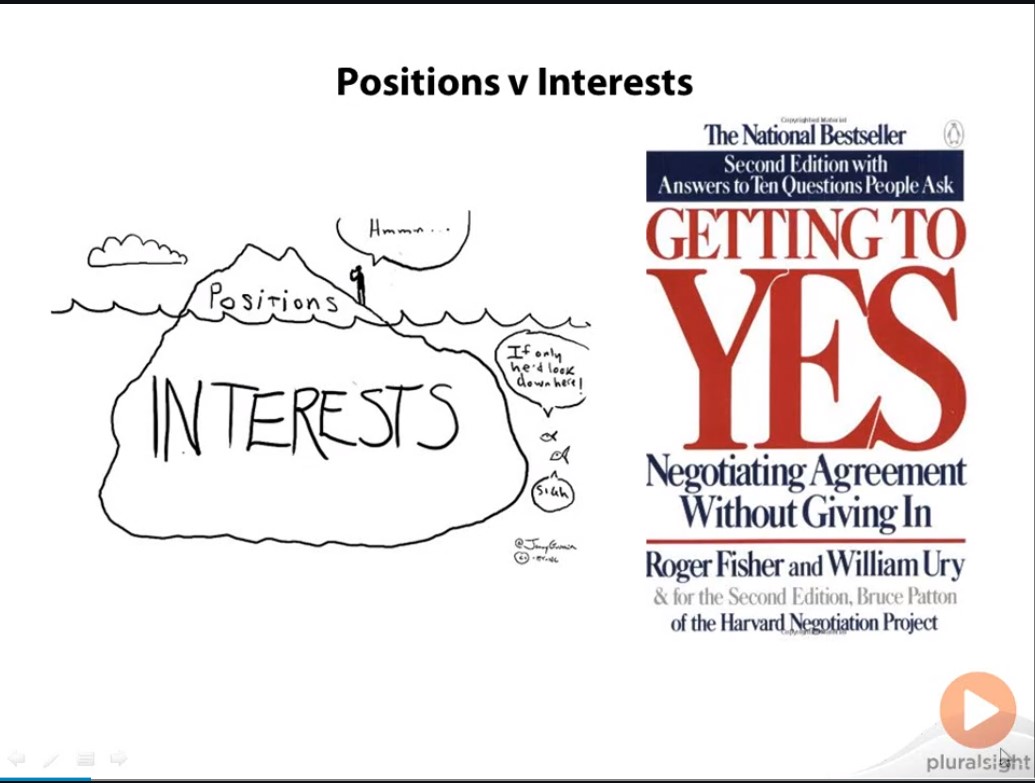 Positions v Interests
Hmmm...
Positions
INTERESTS
If only
he'd look
down here!
sigh
Copyrighted Material
The National Bestseller
Second Edition with
Answers to Ten Questions People Ask
GETTING TO
YES
Negotiating Agreement
Without Giving In
Roger Fisher and William Ury
& for the Second Edition, Bruce Patton
of the Harvard Negotiation Project
Copyrighted Material
pluralsight